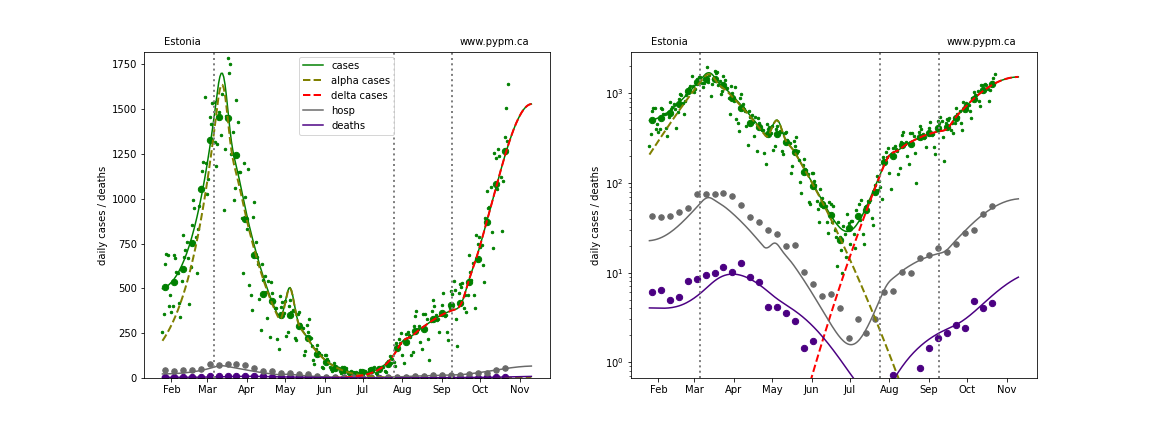 Estonia www.pypm.ca
1750
1500
1250
1000
750
500
250
0
daily cases / deaths
cases
alpha cases
delta cases
hosp
deaths
Feb Mar Apr May Jun Jul Aug Sep Oct Nov
Estonia www.pypm.ca
10³
10²
10¹
10⁰
daily cases / deaths
Feb Mar Apr May Jun Jul Aug Sep Oct Nov